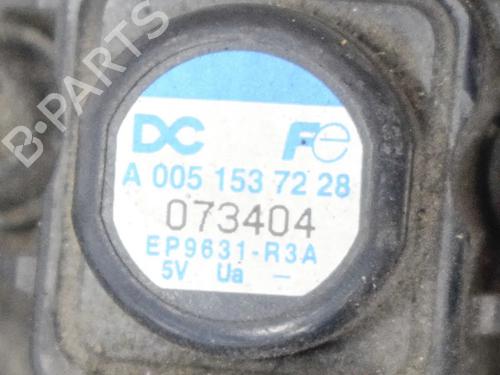 B-PARTS
DC Fe
A 005 153 72 28
073404
EP9631-R3A
5V Ua –